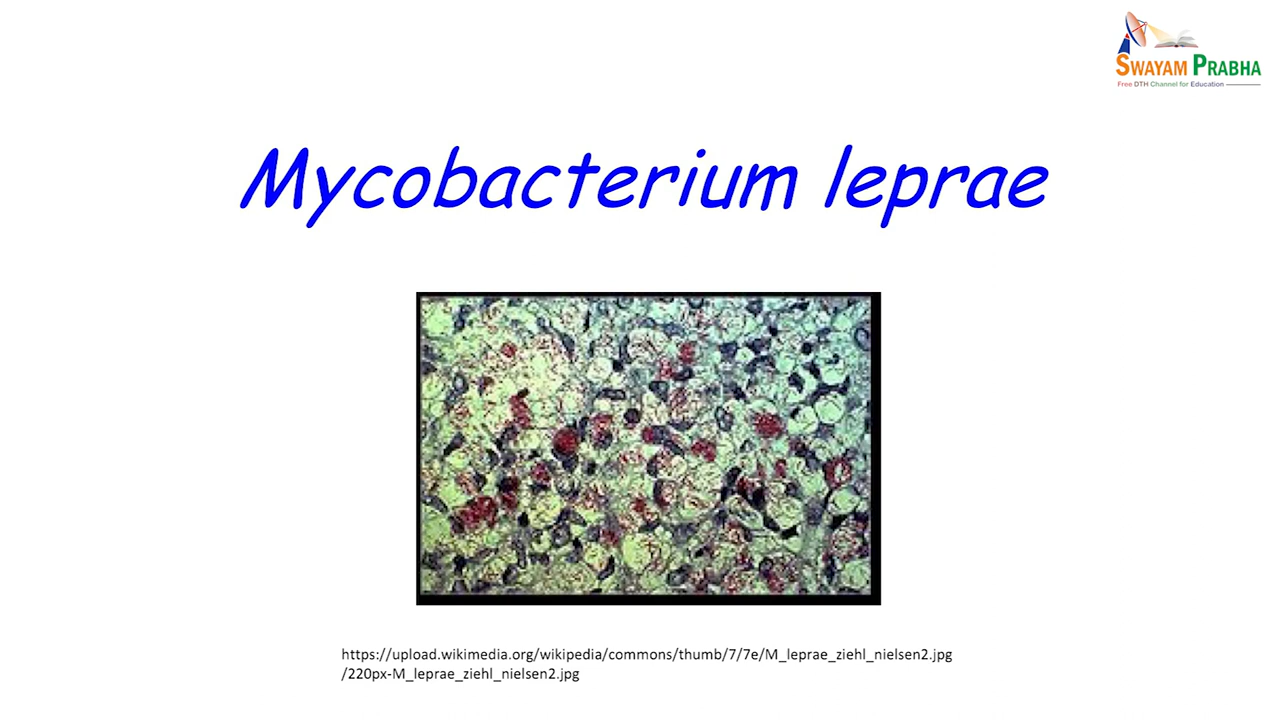 SWAYAM PRABHA
Free DTH Channel for Education
Mycobacterium leprae
https://upload.wikimedia.org/wikipedia/commons/thumb/7/7e/M_leprae_ziehl_nielsen2.jpg
/220px-M_leprae_ziehl_nielsen2.jpg